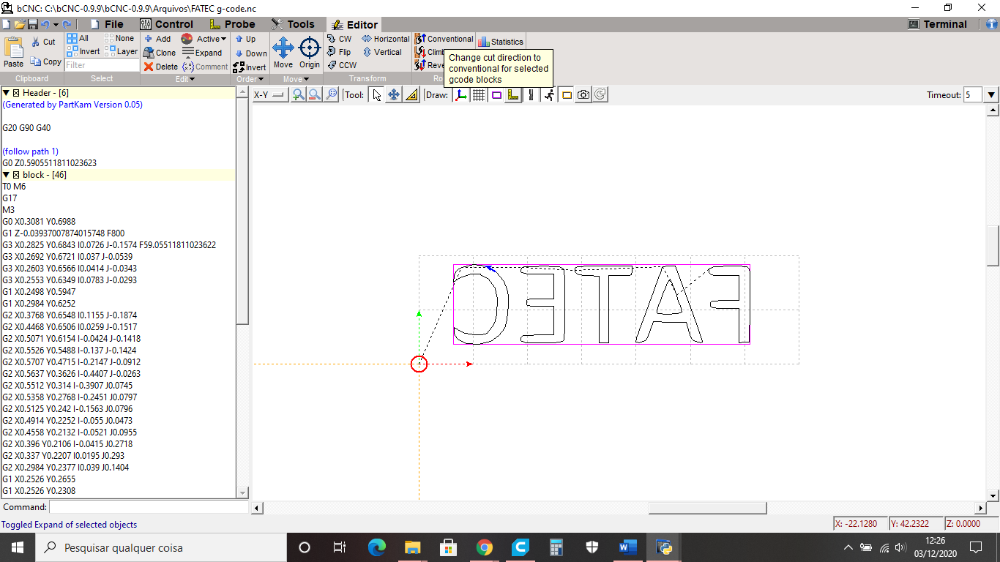 bCNC: C:\bCNC-0.9.9\bCNC-0.9.9\Arquivos\FATEC g-code.nc
File Control Probe Tools Editor Terminal
Paste Cut Copy
Clipboard
All None
Invert Layer
Filter
Select
Add Active
Clone Expand
Delete Comment
Edit
Up
Down
Invert
Order
Move Origin
Move
CW Horizontal
Flip Vertical
CCW
Transform
Conventional Statistics
Climb
Reve
Ro
Change cut direction to
conventional for selected
gcode blocks
X-Y Tool: Draw: Timeout: 5
Header - [6]
(Generated by PartKam Version 0.05)
G20 G90 G40
(follow path 1)
G0 Z0.5905511811023623
block - [46]
T0 M6
G17
M3
G0 X0.3081 Y0.6988
G1 Z-0.03937007874015748 F800
G3 X0.2825 Y0.6843 I0.0726 J-0.1574 F59.05511811023622
G3 X0.2692 Y0.6721 I0.037 J-0.0539
G3 X0.2603 Y0.6566 I0.0414 J-0.0343
G3 X0.2553 Y0.6349 I0.0783 J-0.0293
G1 X0.2498 Y0.5947
G1 X0.2984 Y0.6252
G2 X0.3768 Y0.6548 I0.1155 J-0.1874
G2 X0.4468 Y0.6506 I0.0259 J-0.1517
G2 X0.5071 Y0.6154 I-0.0424 J-0.1418
G2 X0.5526 Y0.5488 I-0.137 J-0.1424
G2 X0.5707 Y0.4715 I-0.2147 J-0.0912
G2 X0.5637 Y0.3626 I-0.4407 J-0.0263
G2 X0.5512 Y0.314 I-0.3907 J0.0745
G2 X0.5358 Y0.2768 I-0.2451 J0.0797
G2 X0.5125 Y0.242 I-0.1563 J0.0796
G2 X0.4914 Y0.2252 I-0.055 J0.0473
G2 X0.4558 Y0.2132 I-0.0521 J0.0955
G2 X0.396 Y0.2106 I-0.0415 J0.2718
G2 X0.337 Y0.2207 I0.0195 J0.293
G2 X0.2984 Y0.2377 I0.039 J0.1404
G1 X0.2526 Y0.2655
G1 X0.2526 Y0.2308
FATEC
Command:
Toggled Expand of selected objects
X: -22.1280 Y: 42.2322 Z: 0.0000
Pesquisar qualquer coisa
12:26
03/12/2020